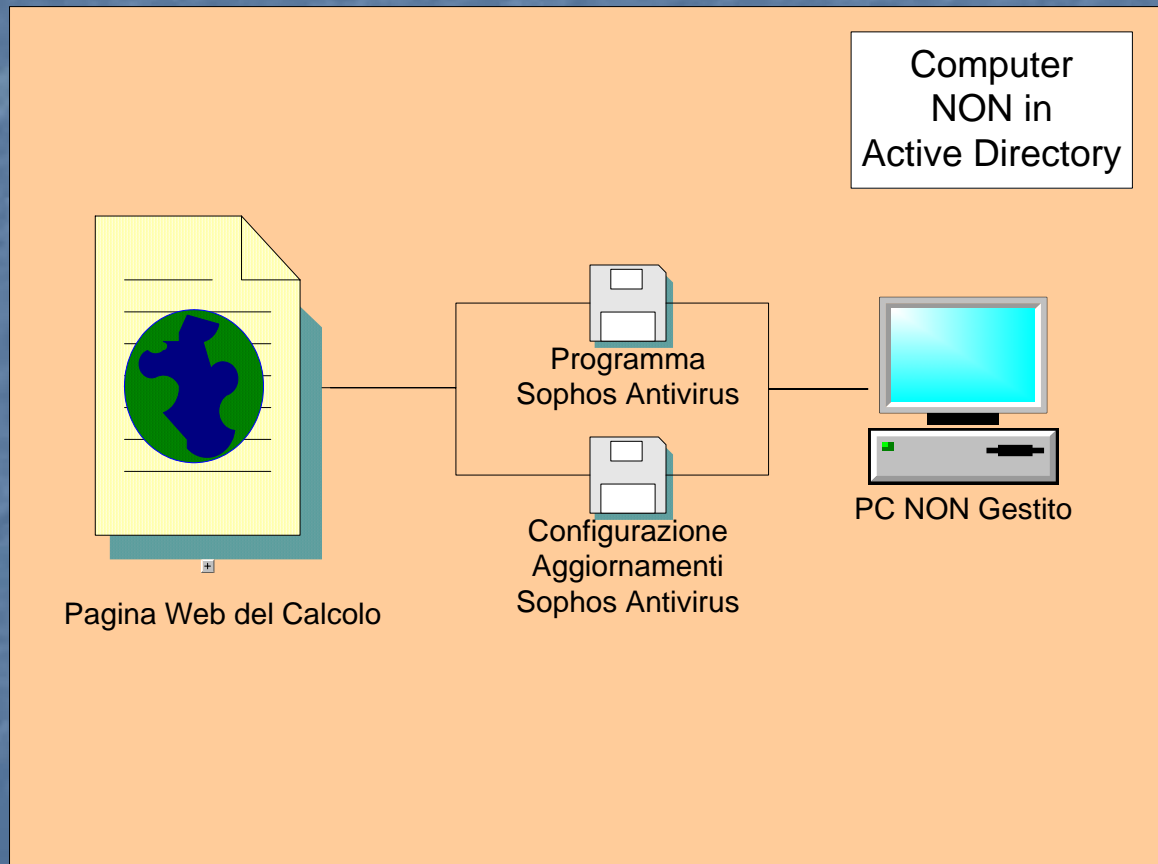 Computer
NON in
Active Directory
Programma
Sophos Antivirus
Configurazione
Aggiornamenti
Sophos Antivirus
PC NON Gestito
Pagina Web del Calcolo